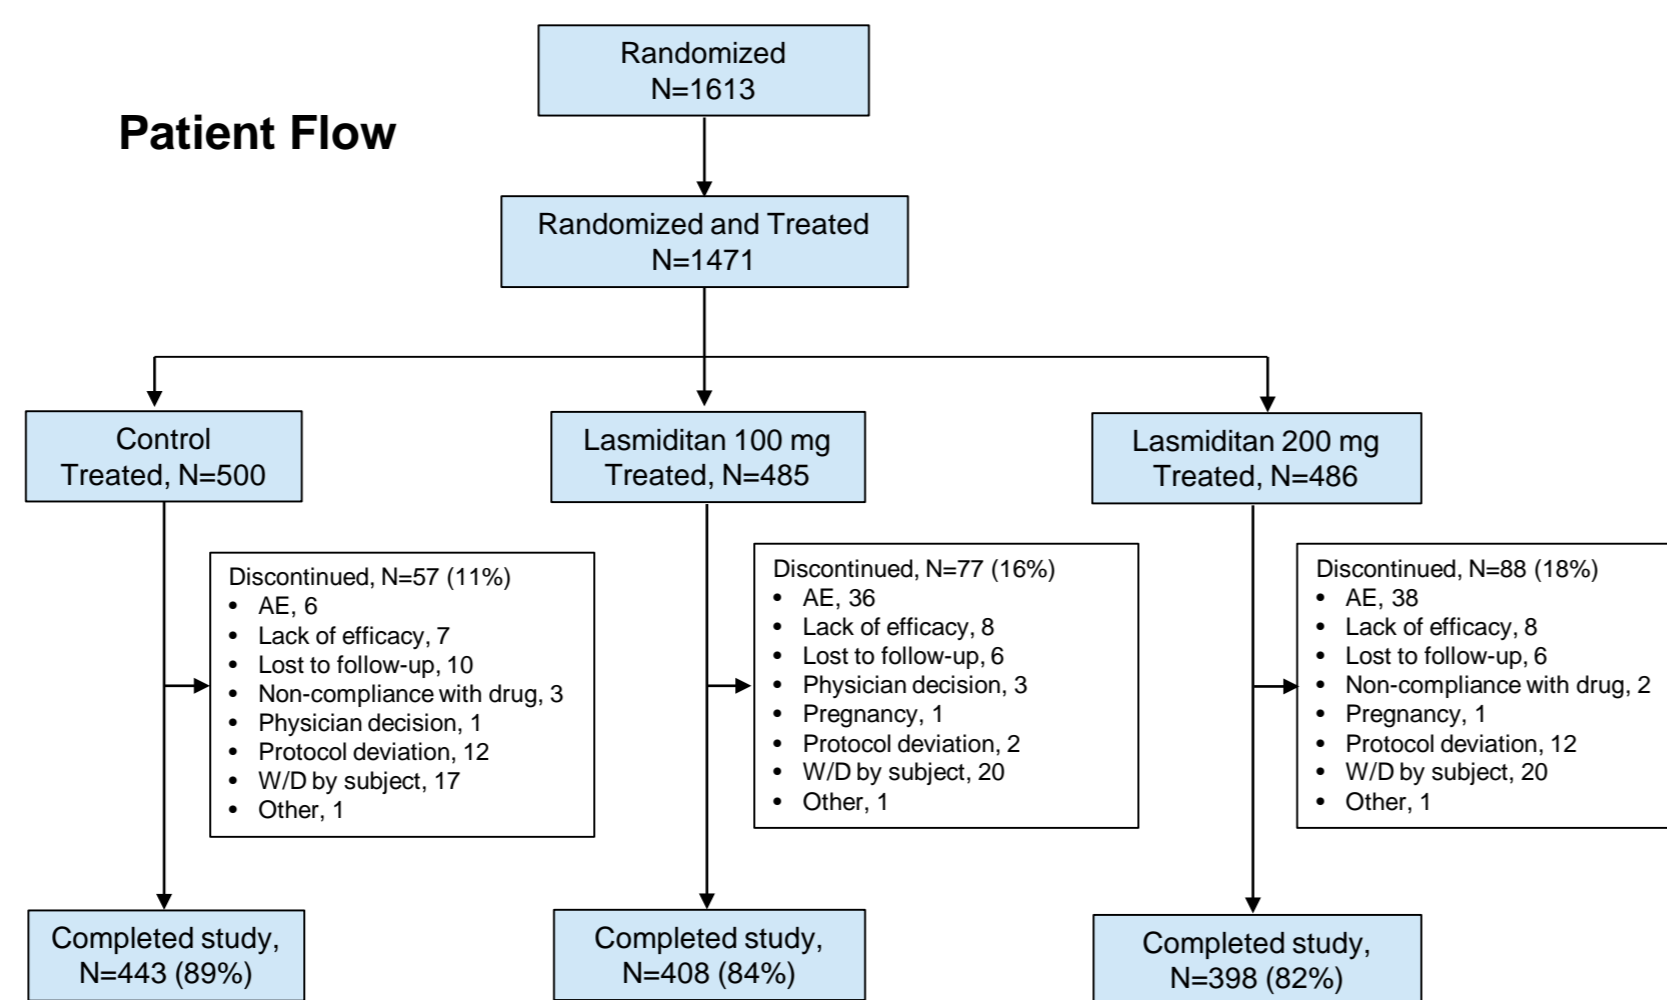 Randomized
N=1613
Patient Flow
Randomized and Treated
N=1471
Control
Treated, N=500
Lasmiditan 100 mg
Treated, N=485
Lasmiditan 200 mg
Treated, N=486
Discontinued, N=57 (11%)
• AE, 6
• Lack of efficacy, 7
• Lost to follow-up, 10
• Non-compliance with drug, 3
• Physician decision, 1
• Protocol deviation, 12
• W/D by subject, 17
• Other, 1
Discontinued, N=77 (16%)
• AE, 36
• Lack of efficacy, 8
• Lost to follow-up, 6
• Physician decision, 3
• Pregnancy, 1
• Protocol deviation, 2
• W/D by subject, 20
• Other, 1
Discontinued, N=88 (18%)
• AE, 38
• Lack of efficacy, 8
• Lost to follow-up, 6
• Non-compliance with drug, 2
• Pregnancy, 1
• Protocol deviation, 12
• W/D by subject, 20
• Other, 1
Completed study,
N=443 (89%)
Completed study,
N=408 (84%)
Completed study,
N=398 (82%)